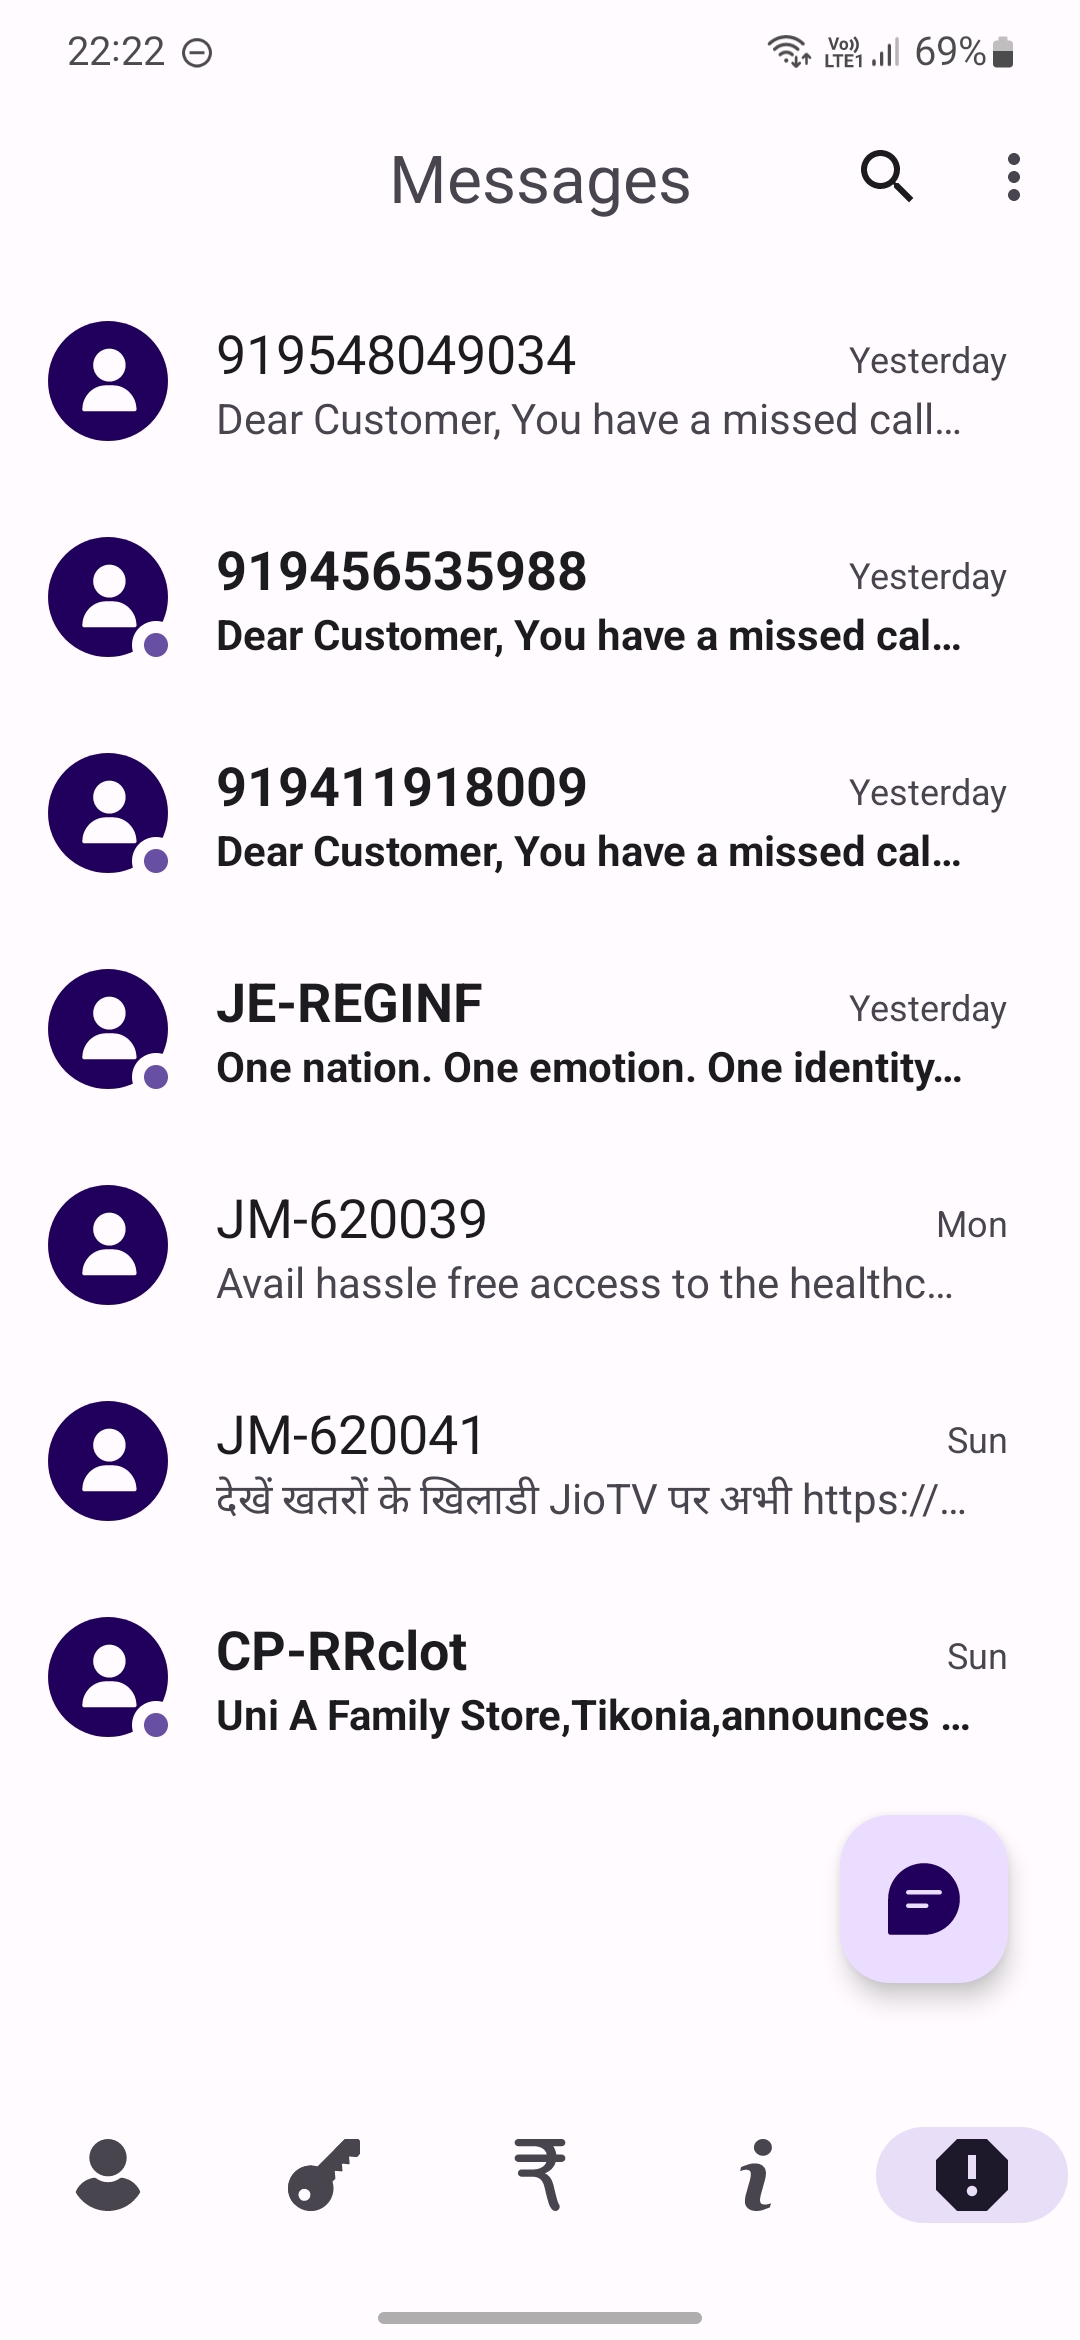 22:22
Vo)) LTE1 69%
Messages
919548049034 Yesterday
Dear Customer, You have a missed call…
919456535988 Yesterday
Dear Customer, You have a missed cal…
919411918009 Yesterday
Dear Customer, You have a missed cal…
JE-REGINF Yesterday
One nation. One emotion. One identity…
JM-620039 Mon
Avail hassle free access to the healthc…
JM-620041 Sun
देखें खतरों के खिलाडी JioTV पर अभी https://…
CP-RRclot Sun
Uni A Family Store,Tikonia,announces …